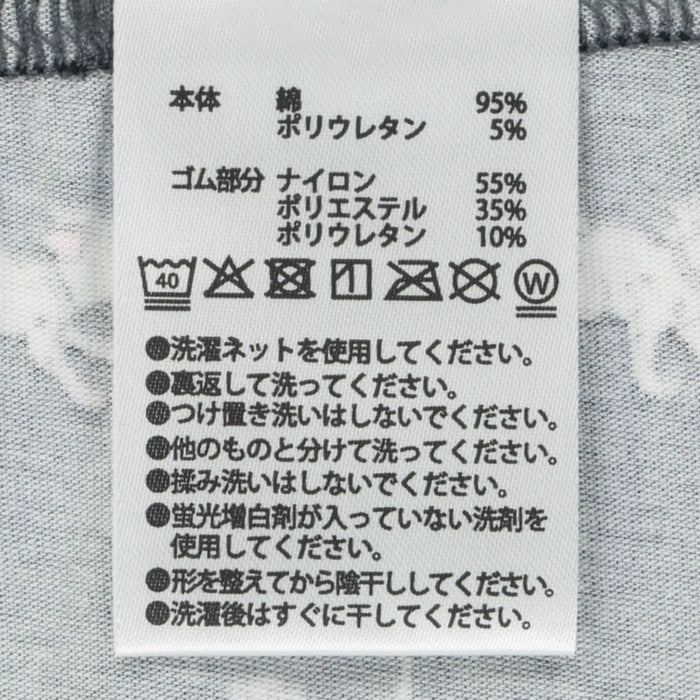 本体 綿 95%
ポリウレタン 5%
ゴム部分 ナイロン 55%
ポリエステル 35%
ポリウレタン 10%
40 W
●洗濯ネットを使用してください。
●裏返して洗ってください。
●つけ置き洗いはしないでください。
●他のものと分けて洗ってください。
●揉み洗いはしないでください。
●蛍光増白剤が入っていない洗剤を
使用してください。
●形を整えてから陰干ししてください。
●洗濯後はすぐに干してください。